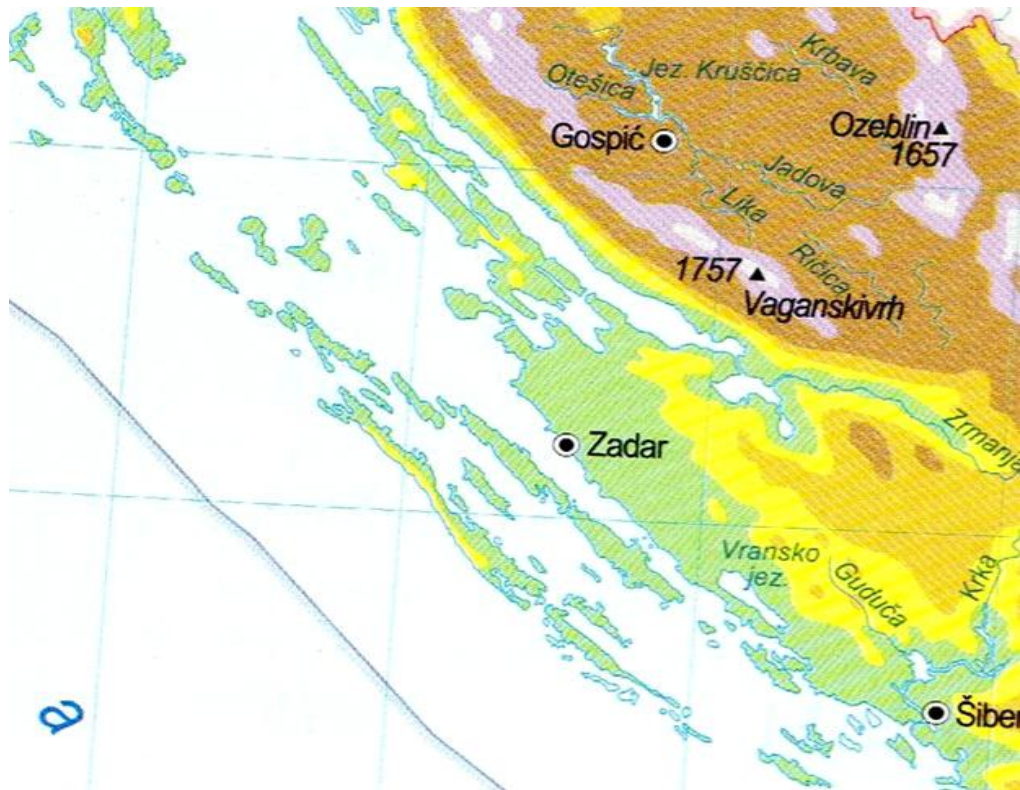 Krbava
Jez. Kruščica
Otešica
Ozeblin
1657
Gospić
Jadova
Lika
Ričica
1757
Vaganskivrh
Zrmanja
Zadar
Vransko
jez.
Guduča
Krka
Šiber
a